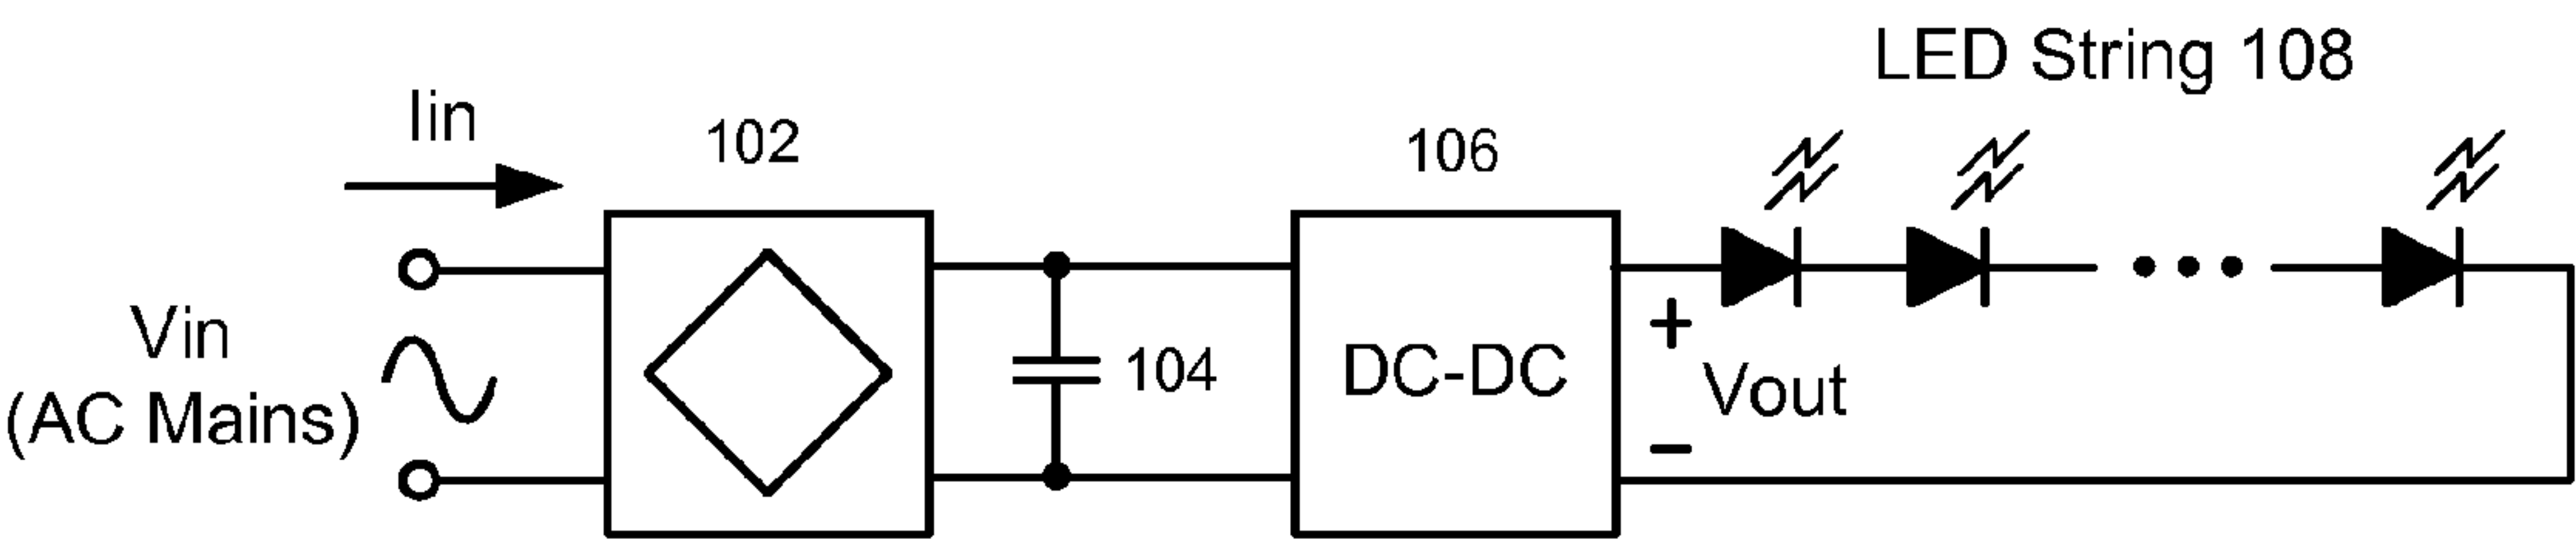 LED String 108
Iin
102
106
Vin
(AC Mains)
104
DC-DC
+
Vout
−